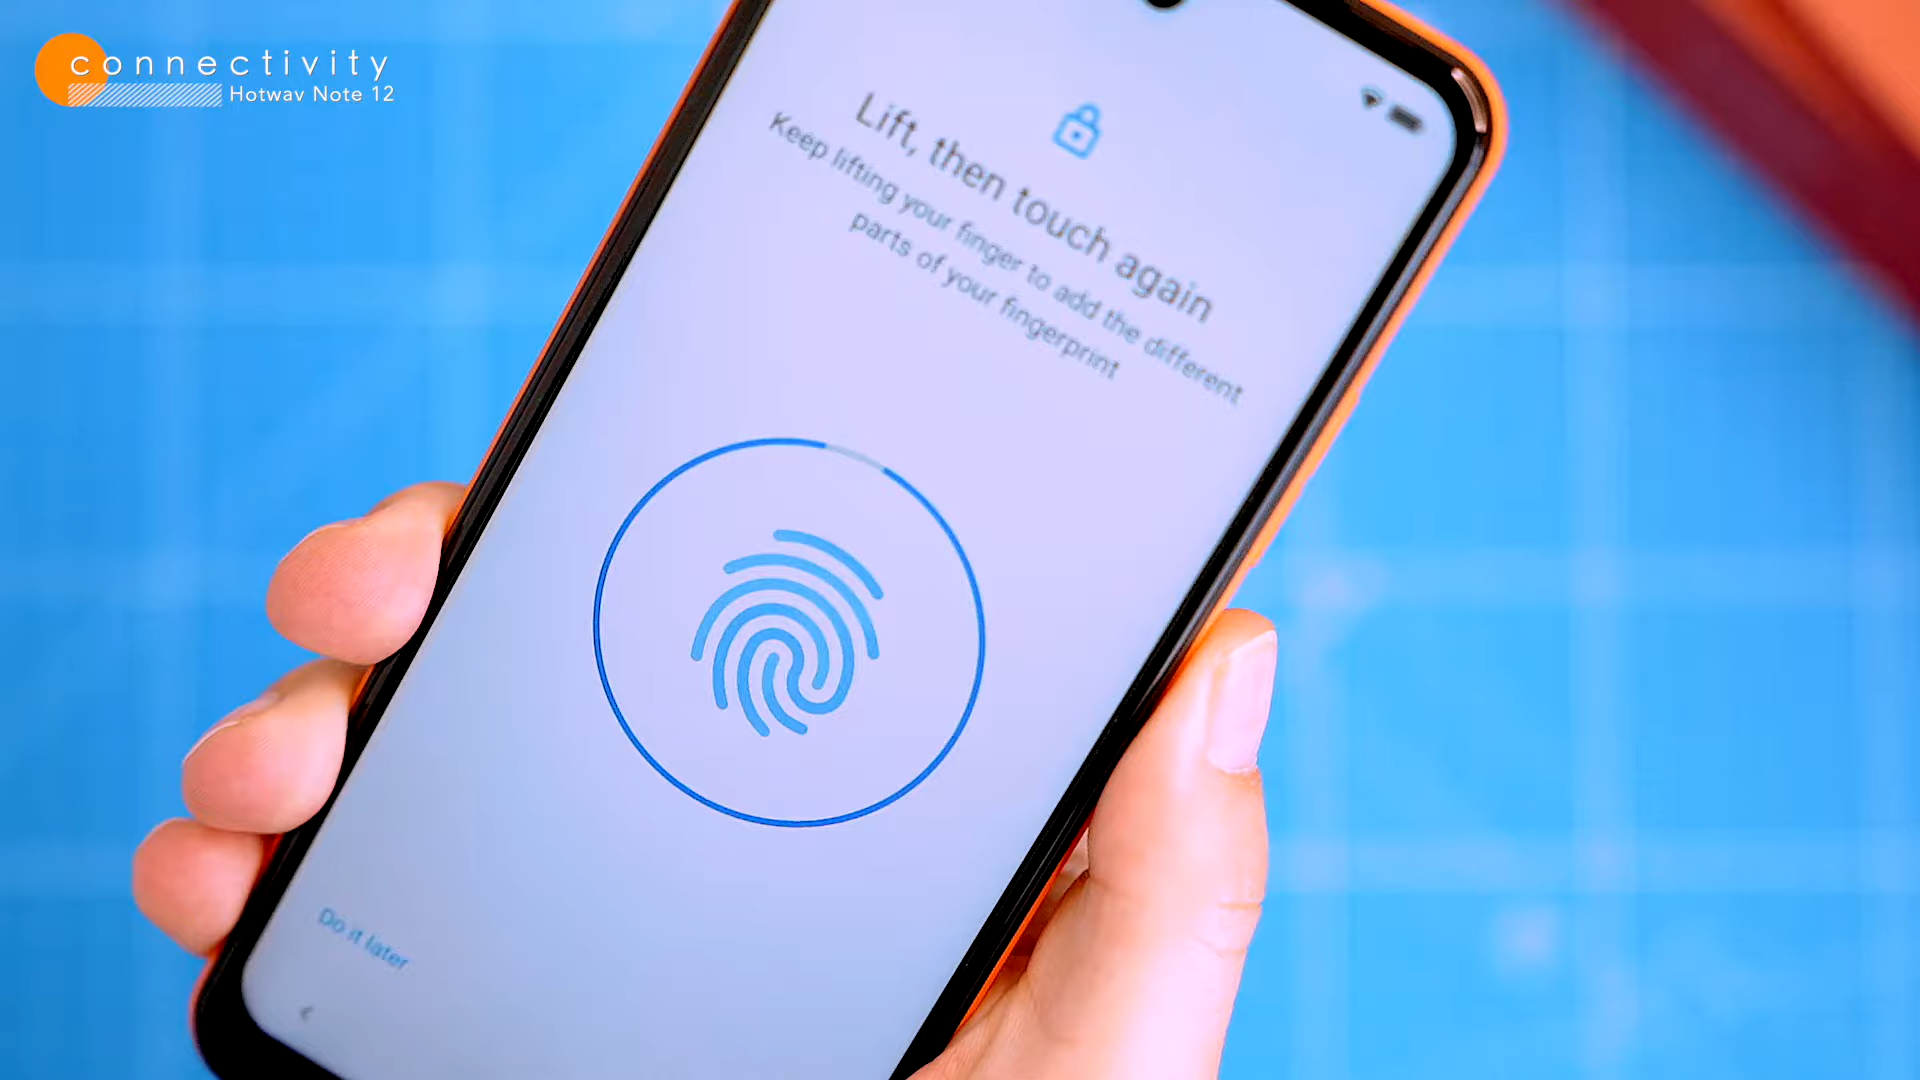 connectivity
Hotwav Note 12
Lift, then touch again
Keep lifting your finger to add the different
parts of your fingerprint
Do it later